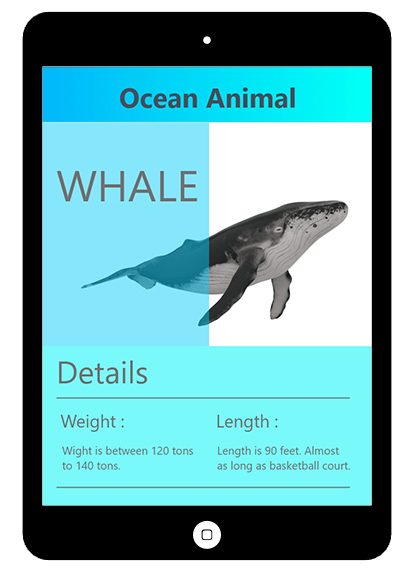 Ocean Animal
WHALE
Details
Weight :
Wight is between 120 tons
to 140 tons.
Length :
Length is 90 feet. Almost
as long as basketball court.